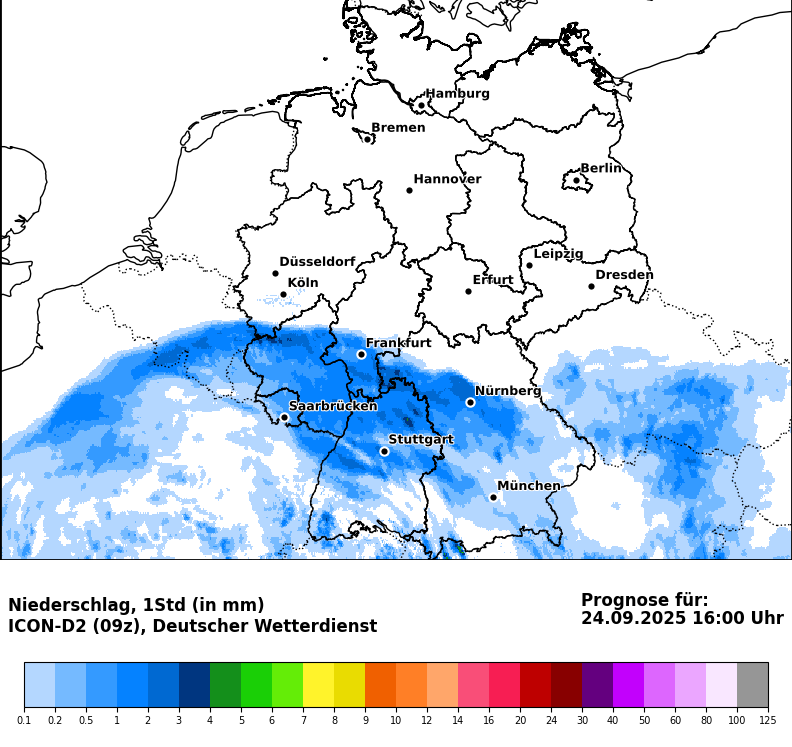 Hamburg
Bremen
Berlin
Hannover
Leipzig
Düsseldorf
Dresden
Köln
Erfurt
Frankfurt
Nürnberg
Saarbrücken
Stuttgart
München
Niederschlag, 1Std (in mm)
ICON-D2 (09z), Deutscher Wetterdienst
Prognose für:
24.09.2025 16:00 Uhr
0.1 0.2 0.5 1 2 3 4 5 6 7 8 9 10 12 14 16 20 24 30 40 50 60 80 100 125